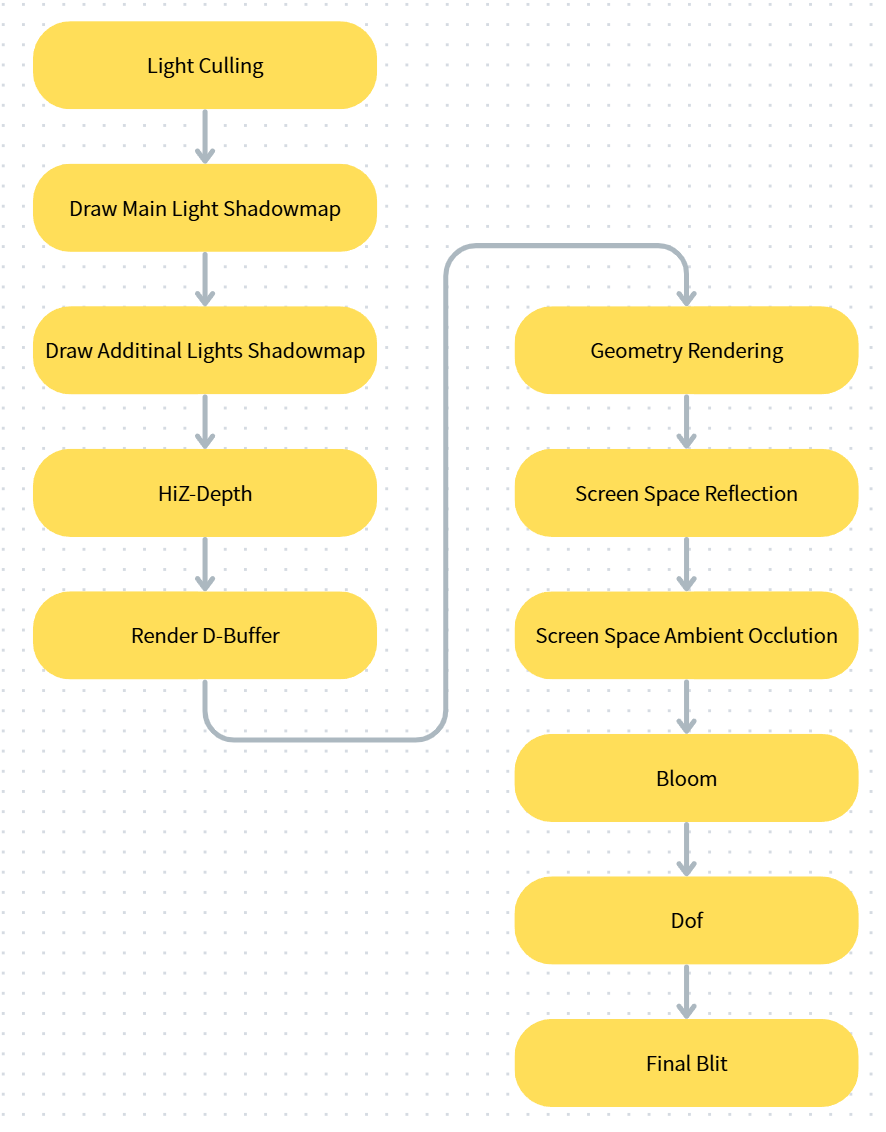 Light Culling
Draw Main Light Shadowmap
Draw Additinal Lights Shadowmap
HiZ-Depth
Render D-Buffer
Geometry Rendering
Screen Space Reflection
Screen Space Ambient Occlution
Bloom
Dof
Final Blit